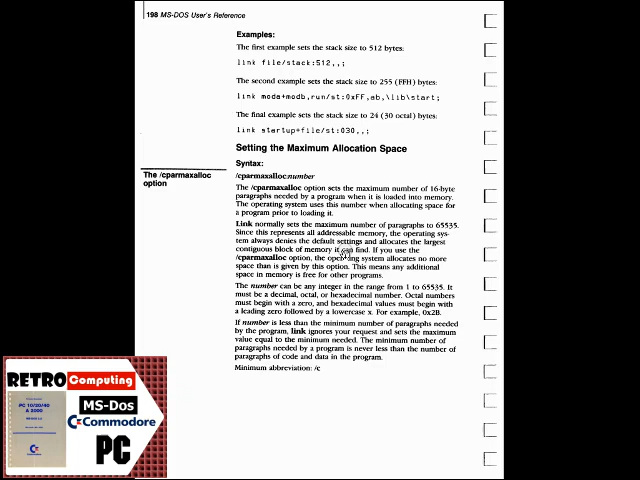 198 MS-DOS User's Reference
Examples:
The first example sets the stack size to 512 bytes:
link file/stack:512,,;
The second example sets the stack size to 255 (FFH) bytes:
link moda+modb,run/st:0xFF,ab,\lib\start;
The final example sets the stack size to 24 (30 octal) bytes:
link startup+file/st:030,,;
Setting the Maximum Allocation Space
Syntax:
The /cparmaxalloc
option
/cparmaxalloc:number
The /cparmaxalloc option sets the maximum number of 16-byte
paragraphs needed by a program when it is loaded into memory.
The operating system uses this number when allocating space for
a program prior to loading it.
Link normally sets the maximum number of paragraphs to 65535.
Since this represents all addressable memory, the operating sys-
tem always denies the default settings and allocates the largest
contiguous block of memory it can find. If you use the
/cparmaxalloc option, the operating system allocates no more
space than is given by this option. This means any additional
space in memory is free for other programs.
The number can be any integer in the range from 1 to 65535. It
must be a decimal, octal, or hexadecimal number. Octal numbers
must begin with a zero, and hexadecimal values must begin with
a leading zero followed by a lowercase x. For example, 0x2B.
If number is less than the minimum number of paragraphs needed
by the program, link ignores your request and sets the maximum
value equal to the minimum needed. The minimum number of
paragraphs needed by a program is never less than the number of
paragraphs of code and data in the program.
Minimum abbreviation: /c
RETRO Computing
PC 10/20/40
A 2000
MS-Dos
Commodore
PC